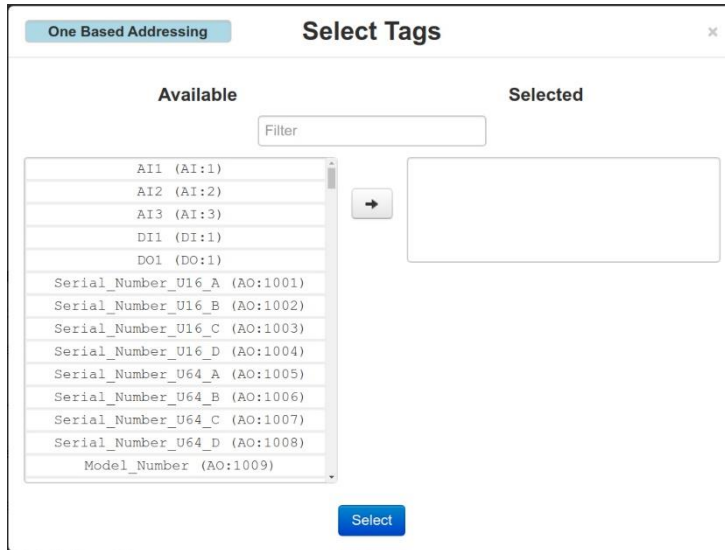 One Based Addressing
Select Tags
×
Available
Selected
Filter
AI1 (AI:1)
AI2 (AI:2)
AI3 (AI:3)
DI1 (DI:1)
DO1 (DO:1)
Serial_Number_U16_A (AO:1001)
Serial_Number_U16_B (AO:1002)
Serial_Number_U16_C (AO:1003)
Serial_Number_U16_D (AO:1004)
Serial_Number_U64_A (AO:1005)
Serial_Number_U64_B (AO:1006)
Serial_Number_U64_C (AO:1007)
Serial_Number_U64_D (AO:1008)
Model_Number (AO:1009)
Select